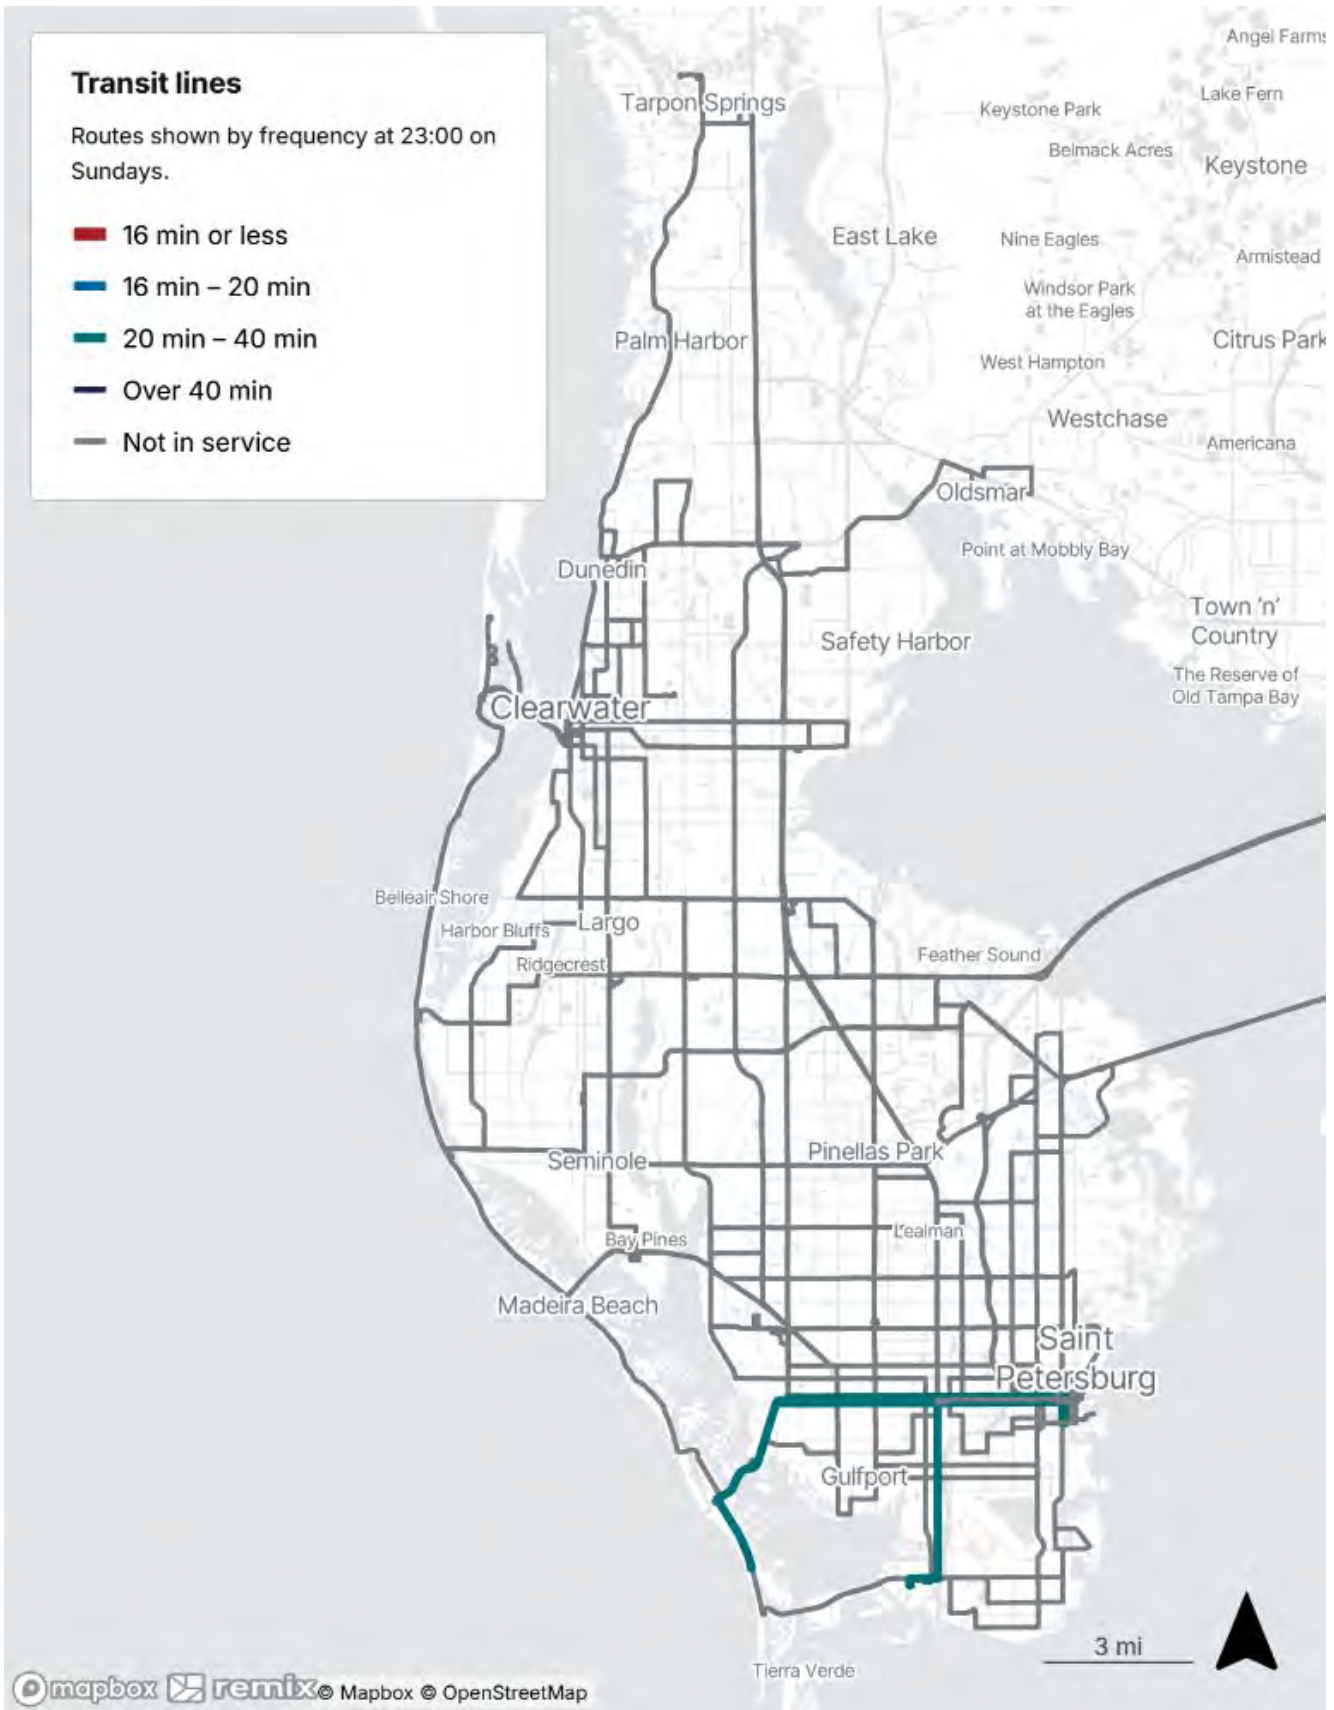 Transit lines
Routes shown by frequency at 23:00 on
Sundays.
16 min or less
16 min – 20 min
20 min – 40 min
Over 40 min
Not in service
Angel Farms
Lake Fern
Tarpon Springs
Keystone Park
Belmack Acres
Keystone
East Lake
Nine Eagles
Armistead
Windsor Park
at the Eagles
Palm Harbor
Citrus Park
West Hampton
Westchase
Americana
Oldsmar
Point at Mobbly Bay
Dunedin
Town ‘n’
Country
Safety Harbor
The Reserve of
Old Tampa Bay
Clearwater
Belleair Shore
Harbor Bluffs
Largo
Ridgecrest
Feather Sound
Pinellas Park
Seminole
Lealman
Bay Pines
Madeira Beach
Saint
Petersburg
Gulfport
3 mi
Tierra Verde
mapbox remix © Mapbox © OpenStreetMap